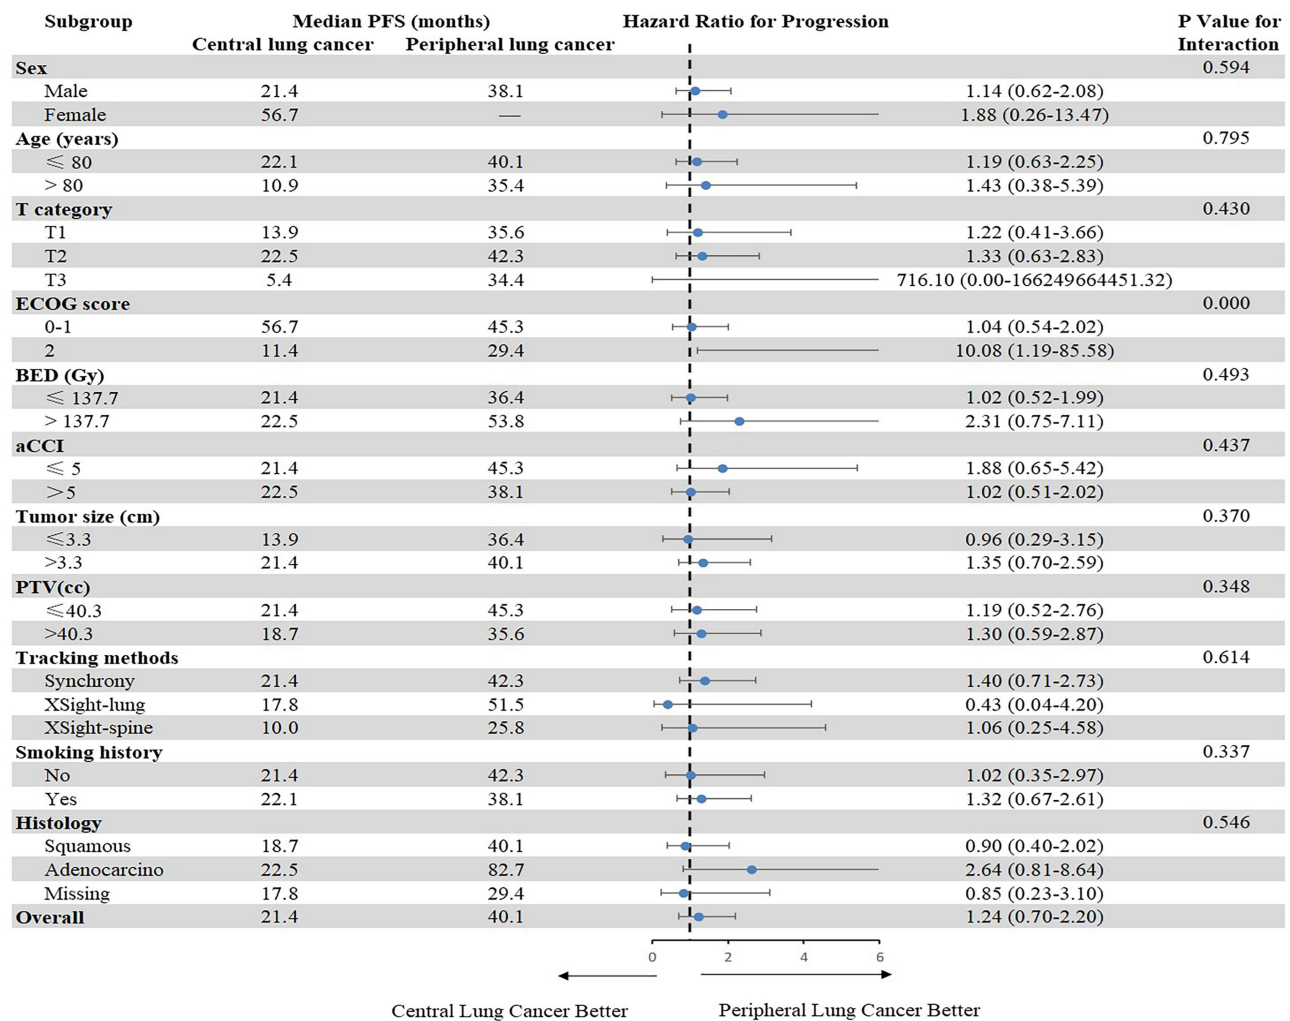 Subgroup Median PFS (months) Hazard Ratio for Progression P Value for
Central lung cancer Peripheral lung cancer Interaction
Sex 0.594
Male 21.4 38.1 1.14 (0.62-2.08)
Female 56.7 — 1.88 (0.26-13.47)
Age (years) 0.795
⩽ 80 22.1 40.1 1.19 (0.63-2.25)
> 80 10.9 35.4 1.43 (0.38-5.39)
T category 0.430
T1 13.9 35.6 1.22 (0.41-3.66)
T2 22.5 42.3 1.33 (0.63-2.83)
T3 5.4 34.4 716.10 (0.00-166249664451.32)
ECOG score 0.000
0-1 56.7 45.3 1.04 (0.54-2.02)
2 11.4 29.4 10.08 (1.19-85.58)
BED (Gy) 0.493
⩽ 137.7 21.4 36.4 1.02 (0.52-1.99)
> 137.7 22.5 53.8 2.31 (0.75-7.11)
aCCI 0.437
⩽ 5 21.4 45.3 1.88 (0.65-5.42)
>5 22.5 38.1 1.02 (0.51-2.02)
Tumor size (cm) 0.370
⩽3.3 13.9 36.4 0.96 (0.29-3.15)
>3.3 21.4 40.1 1.35 (0.70-2.59)
PTV(cc) 0.348
⩽40.3 21.4 45.3 1.19 (0.52-2.76)
>40.3 18.7 35.6 1.30 (0.59-2.87)
Tracking methods 0.614
Synchrony 21.4 42.3 1.40 (0.71-2.73)
XSight-lung 17.8 51.5 0.43 (0.04-4.20)
XSight-spine 10.0 25.8 1.06 (0.25-4.58)
Smoking history 0.337
No 21.4 42.3 1.02 (0.35-2.97)
Yes 22.1 38.1 1.32 (0.67-2.61)
Histology 0.546
Squamous 18.7 40.1 0.90 (0.40-2.02)
Adenocarcino 22.5 82.7 2.64 (0.81-8.64)
Missing 17.8 29.4 0.85 (0.23-3.10)
Overall 21.4 40.1 1.24 (0.70-2.20)
0 2 4 6
Central Lung Cancer Better Peripheral Lung Cancer Better